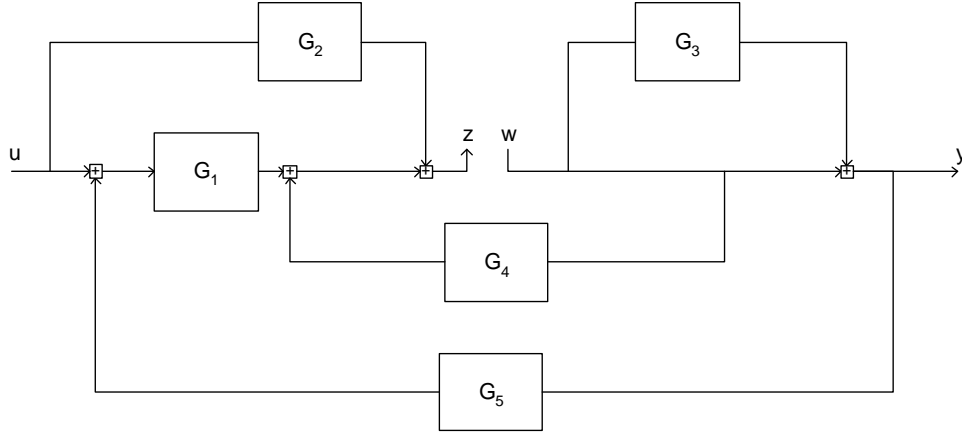 G₂
G₃
u
z
w
y
+
G₁
+
+
+
G₄
G₅